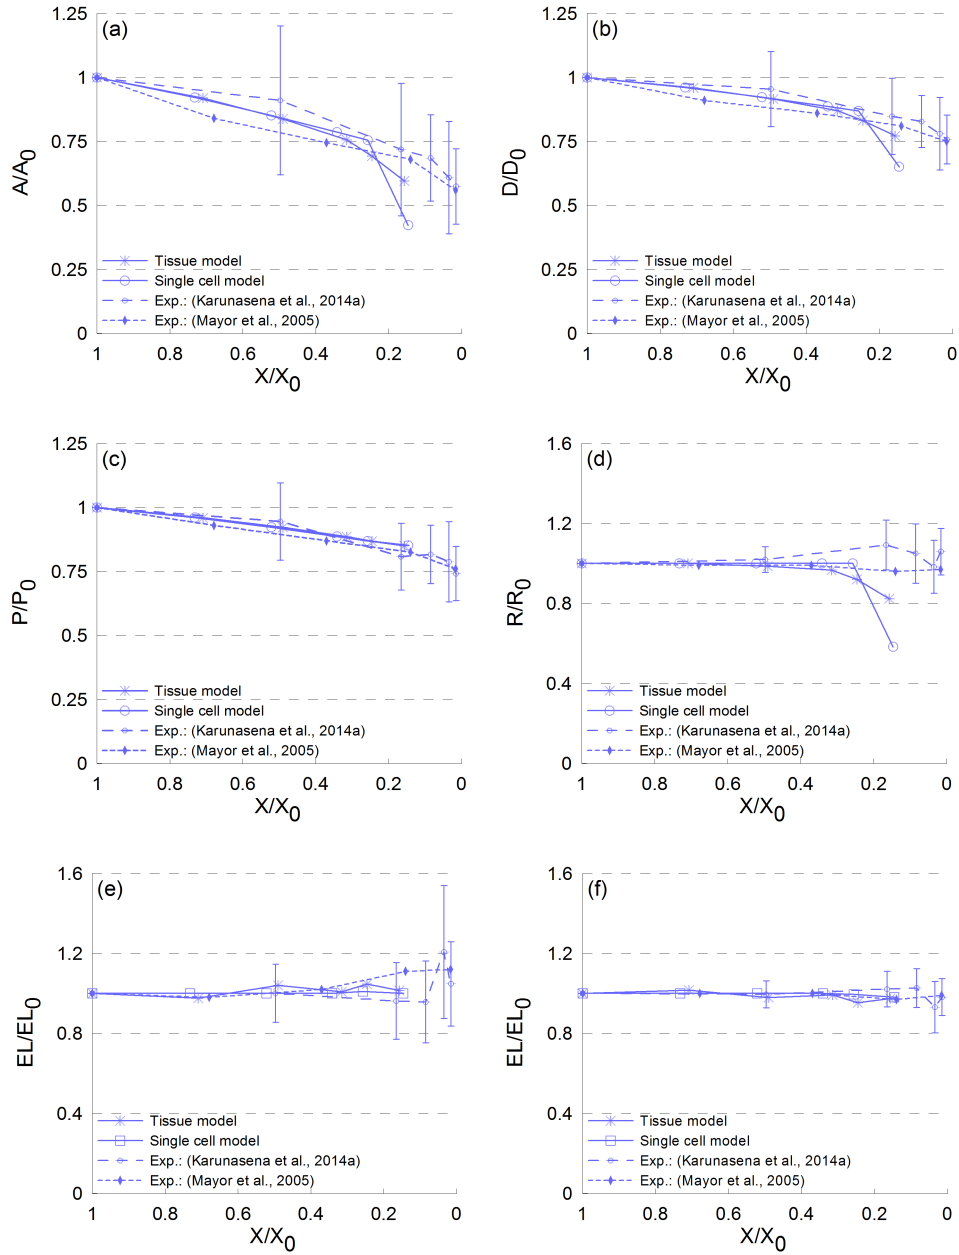 (a)
1.25
1
0.75
0.5
0.25
0
A/A0
Tissue model
Single cell model
Exp.: (Karunasena et al., 2014a)
Exp.: (Mayor et al., 2005)
1 0.8 0.6 0.4 0.2 0
X/X0
(b)
1.25
1
0.75
0.5
0.25
0
D/D0
Tissue model
Single cell model
Exp.: (Karunasena et al., 2014a)
Exp.: (Mayor et al., 2005)
1 0.8 0.6 0.4 0.2 0
X/X0
(c)
1.25
1
0.75
0.5
0.25
0
P/P0
Tissue model
Single cell model
Exp.: (Karunasena et al., 2014a)
Exp.: (Mayor et al., 2005)
1 0.8 0.6 0.4 0.2 0
X/X0
(d)
1.6
1.2
0.8
0.4
0
R/R0
Tissue model
Single cell model
Exp.: (Karunasena et al., 2014a)
Exp.: (Mayor et al., 2005)
1 0.8 0.6 0.4 0.2 0
X/X0
(e)
1.6
1.2
0.8
0.4
0
EL/EL0
Tissue model
Single cell model
Exp.: (Karunasena et al., 2014a)
Exp.: (Mayor et al., 2005)
1 0.8 0.6 0.4 0.2 0
X/X0
(f)
1.6
1.2
0.8
0.4
0
EL/EL0
Tissue model
Single cell model
Exp.: (Karunasena et al., 2014a)
Exp.: (Mayor et al., 2005)
1 0.8 0.6 0.4 0.2 0
X/X0